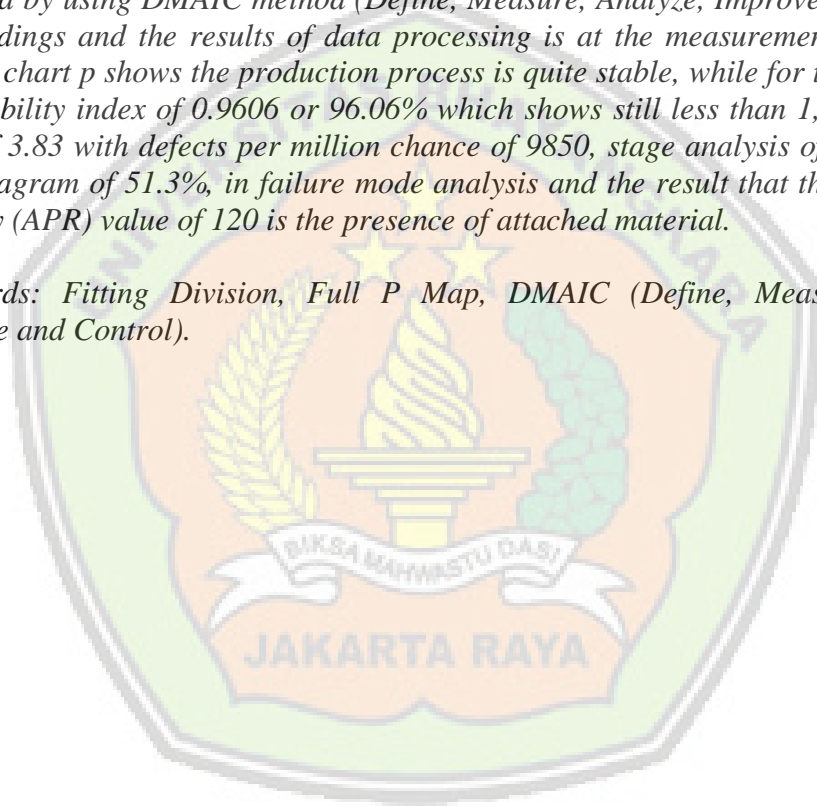 d by using DMAIC method (Define, Measure, Analyze, Improve
dings and the results of data processing is at the measuremen
chart p shows the production process is quite stable, while for t
bility index of 0.9606 or 96.06% which shows still less than 1,
f 3.83 with defects per million chance of 9850, stage analysis of
agram of 51.3%, in failure mode analysis and the result that th
(APR) value of 120 is the presence of attached material.
rds: Fitting Division, Full P Map, DMAIC (Define, Meas
e and Control).
UNIVERSITAS BHAYANGKARA
BIKSA MAHWASTU DASI
JAKARTA RAYA